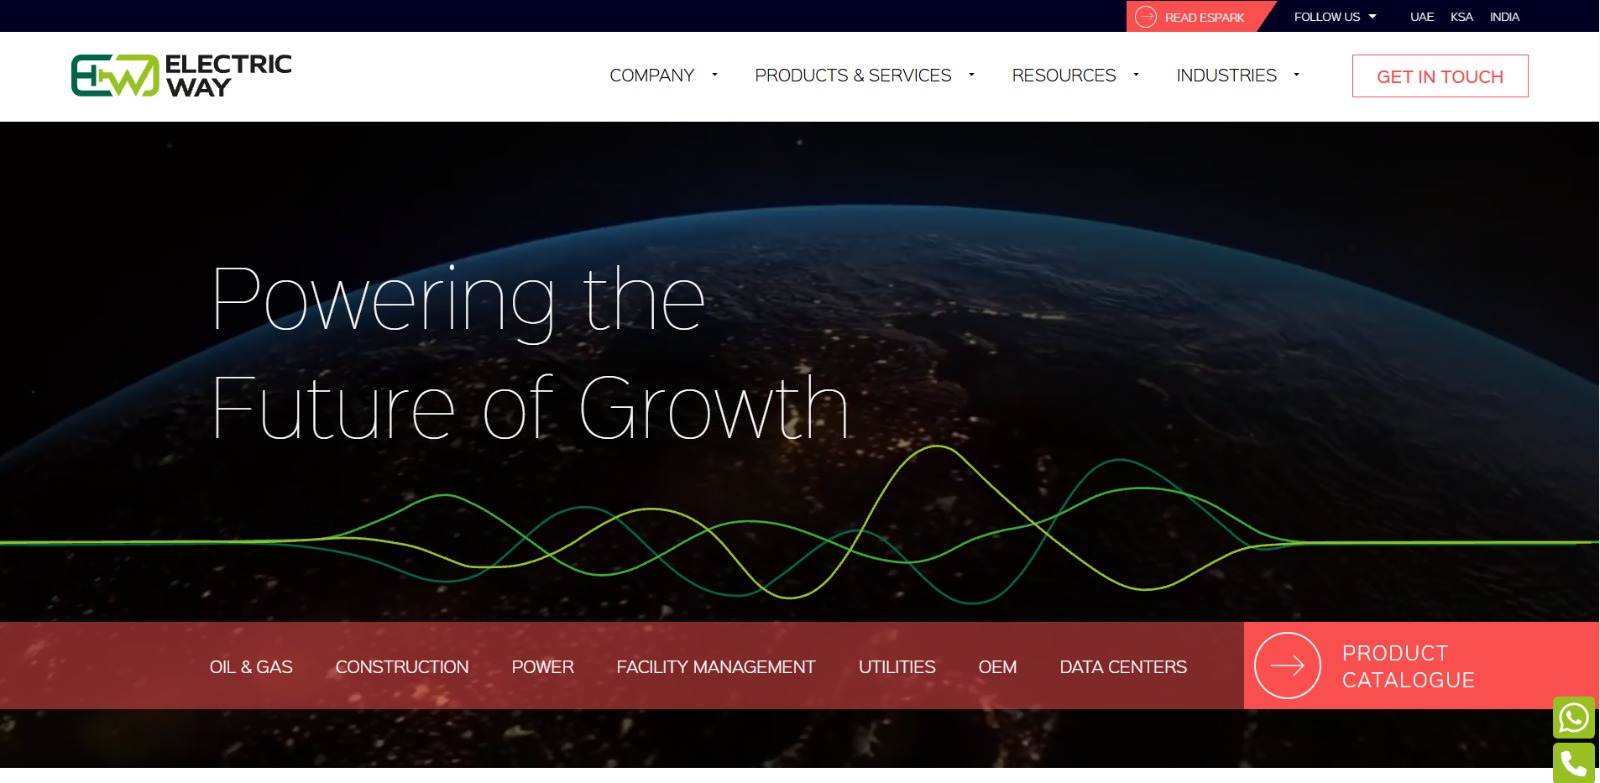 READ ESPARK
FOLLOW US
UAE KSA INDIA
ELECTRIC
WAY
COMPANY
PRODUCTS & SERVICES
RESOURCES
INDUSTRIES
GET IN TOUCH
Powering the
Future of Growth
OIL & GAS
CONSTRUCTION
POWER
FACILITY MANAGEMENT
UTILITIES
OEM
DATA CENTERS
PRODUCT
CATALOGUE